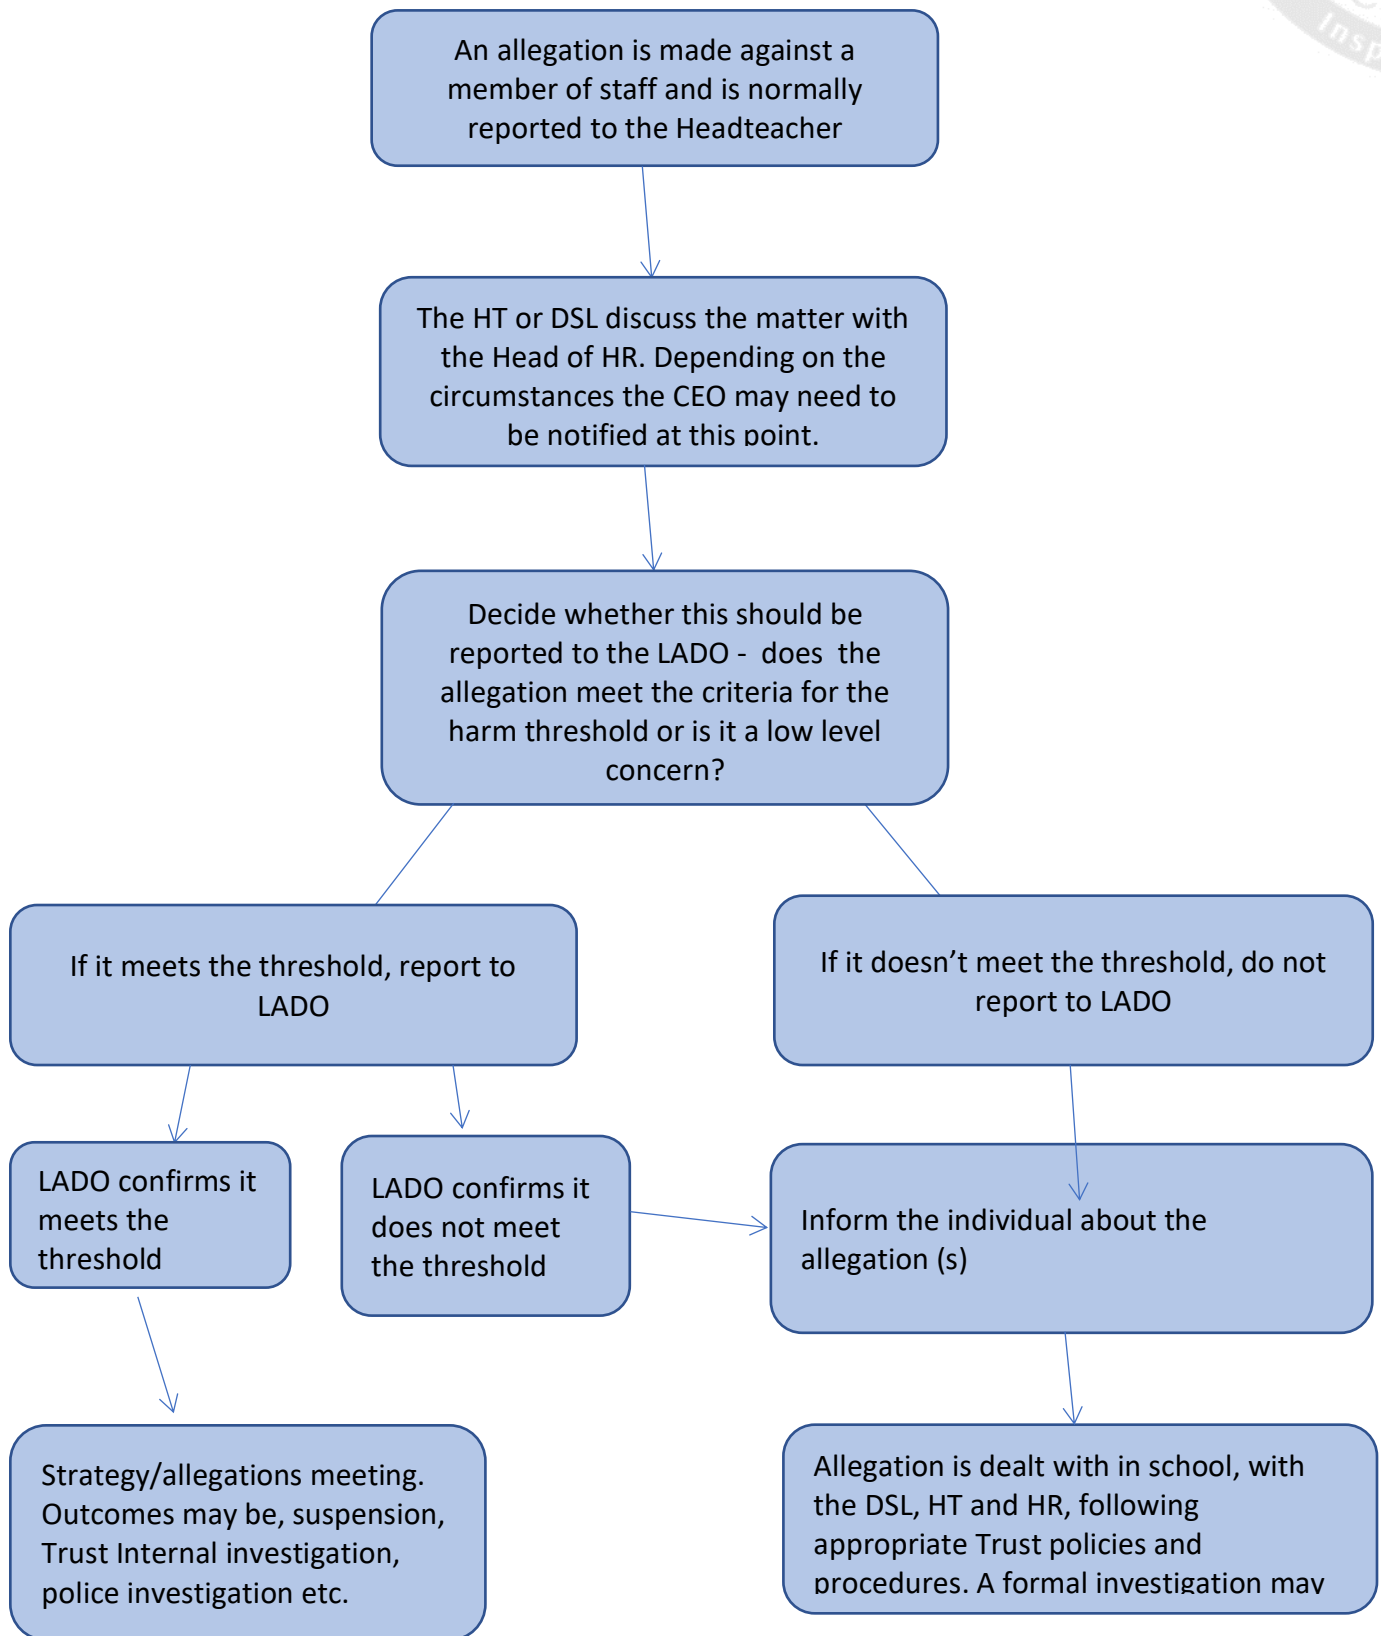 An allegation is made against a
member of staff and is normally
reported to the Headteacher
The HT or DSL discuss the matter with
the Head of HR. Depending on the
circumstances the CEO may need to
be notified at this point.
Decide whether this should be
reported to the LADO -  does  the
allegation meet the criteria for the
harm threshold or is it a low level
concern?
If it meets the threshold, report to
LADO
If it doesn’t meet the threshold, do not
report to LADO
LADO confirms it
meets the
threshold
LADO confirms it
does not meet
the threshold
Inform the individual about the
allegation (s)
Strategy/allegations meeting.
Outcomes may be, suspension,
Trust Internal investigation,
police investigation etc.
Allegation is dealt with in school, with
the DSL, HT and HR, following
appropriate Trust policies and
procedures. A formal investigation may